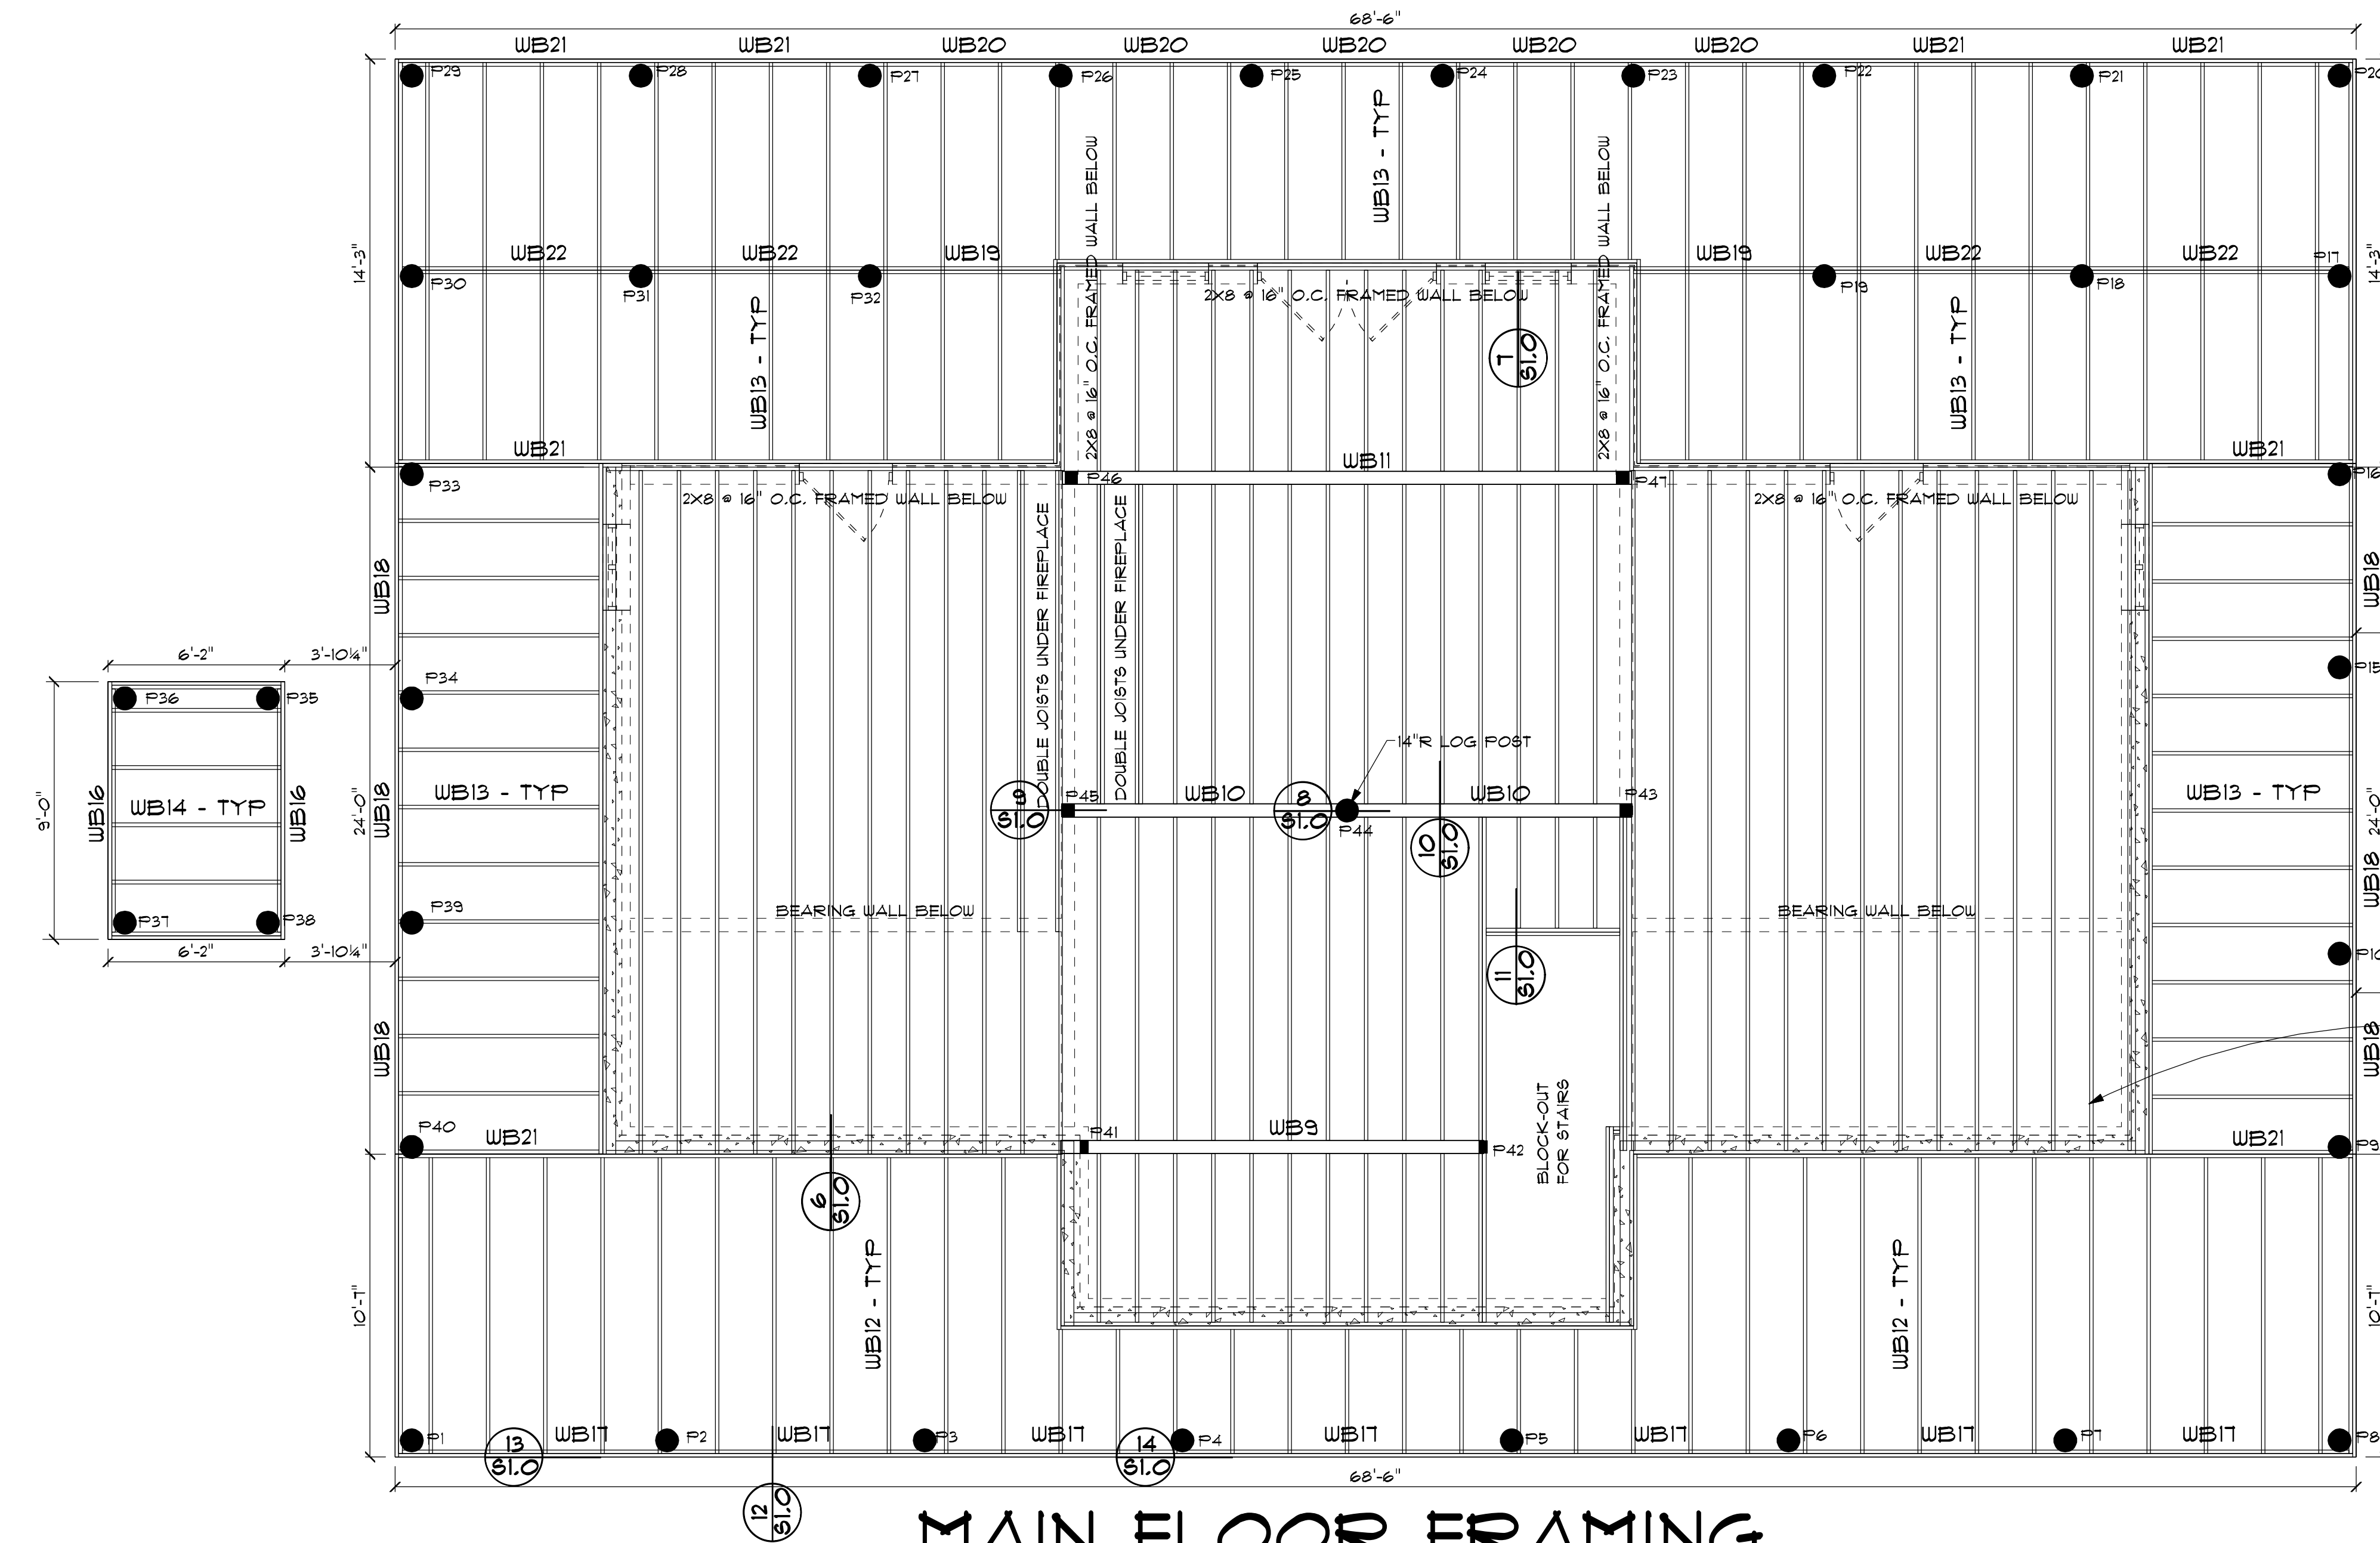 68'-6"
WB21 WB21 WB20 WB20 WB20 WB20 WB20 WB21 WB21
P29 P28 P27 P26 P25 P24 P23 P22 P21 P20
WB13 - TYP
2X8 @ 16" O.C. FRAMED WALL BELOW
2X8 @ 16" O.C. FRAMED WALL BELOW
14'-3"
14'-3"
WB22 WB22 WB19 WB19 WB22 WB22
P30 P31 P32 P19 P18 P17
2X8 @ 16" O.C. FRAMED WALL BELOW
WB13 - TYP
WB13 - TYP
7
S1.0
WB21 WB11 WB21
P33 P46 P47 P16
2X8 @ 16" O.C. FRAMED WALL BELOW
2X8 @ 16" O.C. FRAMED WALL BELOW
DOUBLE JOISTS UNDER FIREPLACE
DOUBLE JOISTS UNDER FIREPLACE
WB18
WB18
6'-2" 3'-10¼"
P36 P35 P34 P15
14"R LOG POST
9'-0"
WB16
WB14 - TYP
WB16
24'-0"
WB18
WB13 - TYP
9
S1.0
P45
WB10
8
S1.0
P44
WB10
10
S1.0
P43
WB13 - TYP
24'-0"
WB18
BEARING WALL BELOW
BEARING WALL BELOW
P37 P38 P39 P10
6'-2" 3'-10¼"
11
S1.0
WB18
WB18
BLOCK-OUT
FOR STAIRS
P40 WB21 P41 WB9 P42 WB21 P9
6
S1.0
WB12 - TYP
WB12 - TYP
10'-7"
10'-7"
P1 WB17 P2 WB17 P3 WB17 P4 WB17 P5 WB17 P6 WB17 P7 WB17 P8
13
S1.0
14
S1.0
68'-6"
12
S1.0
MAIN FLOOR FRAMING